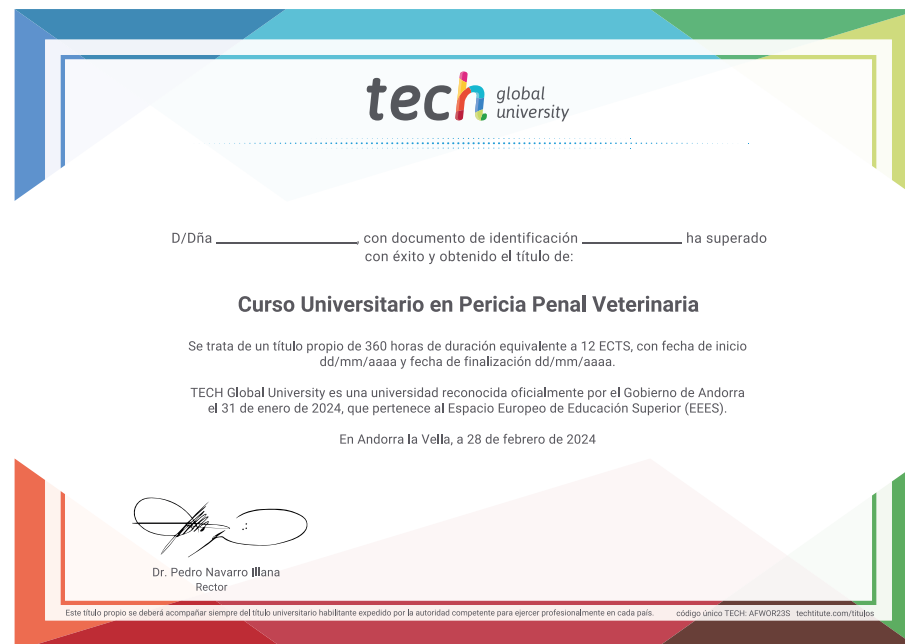 tech global university
D/Dña ____________________, con documento de identificación ______________ ha superado
con éxito y obtenido el título de:
Curso Universitario en Pericia Penal Veterinaria
Se trata de un título propio de 360 horas de duración equivalente a 12 ECTS, con fecha de inicio
dd/mm/aaaa y fecha de finalización dd/mm/aaaa.
TECH Global University es una universidad reconocida oficialmente por el Gobierno de Andorra
el 31 de enero de 2024, que pertenece al Espacio Europeo de Educación Superior (EEES).
En Andorra la Vella, a 28 de febrero de 2024
Dr. Pedro Navarro Illana
Rector
Este título propio se deberá acompañar siempre del título universitario habilitante expedido por la autoridad competente para ejercer profesionalmente en cada país. código único TECH: AFWOR23S techtitute.com/titulos